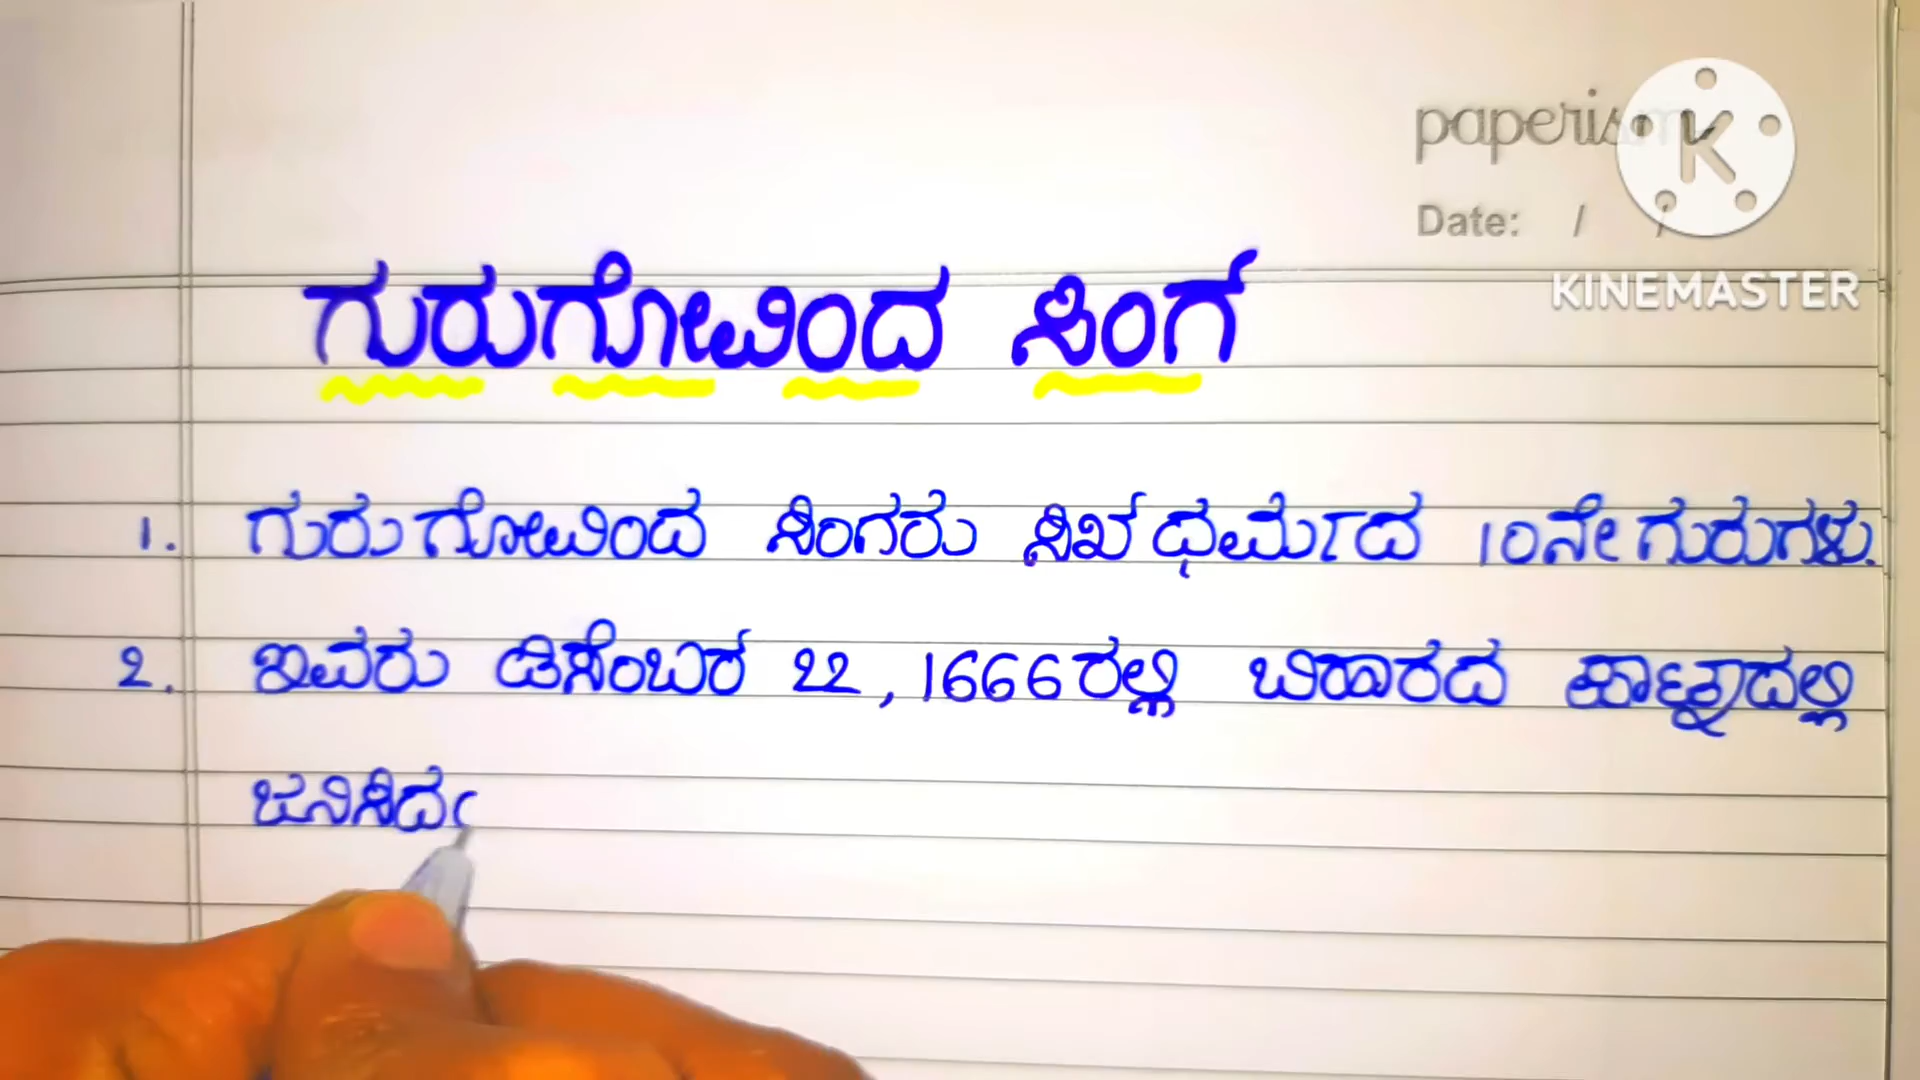 paperism
Date: / /
KINEMASTER
ಗುರುಗೋವಿಂದ ಸಿಂಗ್
1. ಗುರುಗೋವಿಂದ ಸಿಂಗರು ಸಿಖ್ ಧರ್ಮದ 10ನೇ ಗುರುಗಳು.
2. ಇವರು ಡಿಸೆಂಬರ್ 22, 1666ರಲ್ಲಿ ಬಿಹಾರದ ಪಾಟ್ನಾದಲ್ಲಿ
ಜನಿಸಿದ